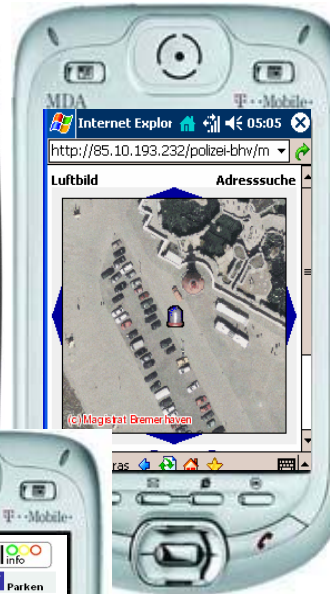 MDA T··Mobile·
Internet Explor 05:05
http://85.10.193.232/polizei-bhv/m
Luftbild Adresssuche
(c) Magistrat Bremerhaven
ras
T··Mobile·
info
Parken